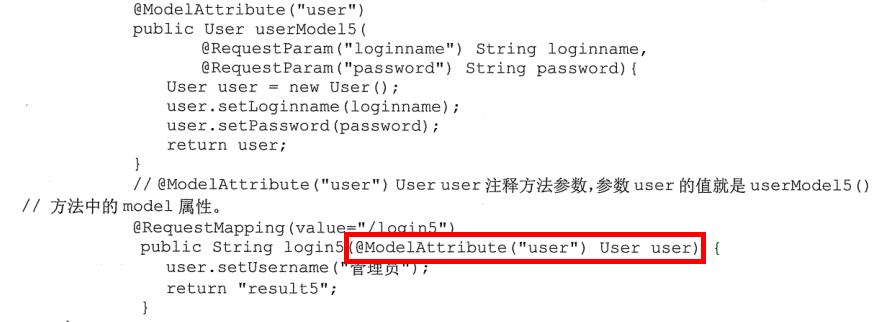 @ModelAttribute("user")
public User userModel5(
@RequestParam("loginname") String loginname,
@RequestParam("password") String password){
User user = new User();
user.setLoginname(loginname);
user.setPassword(password);
return user;
}
// @ModelAttribute("user") User user 注释方法参数,参数 user 的值就是 userModel5()
// 方法中的 model 属性。
@RequestMapping(value="/login5")
public String login5(@ModelAttribute("user") User user) {
user.setUsername("管理员");
return "result5";
}